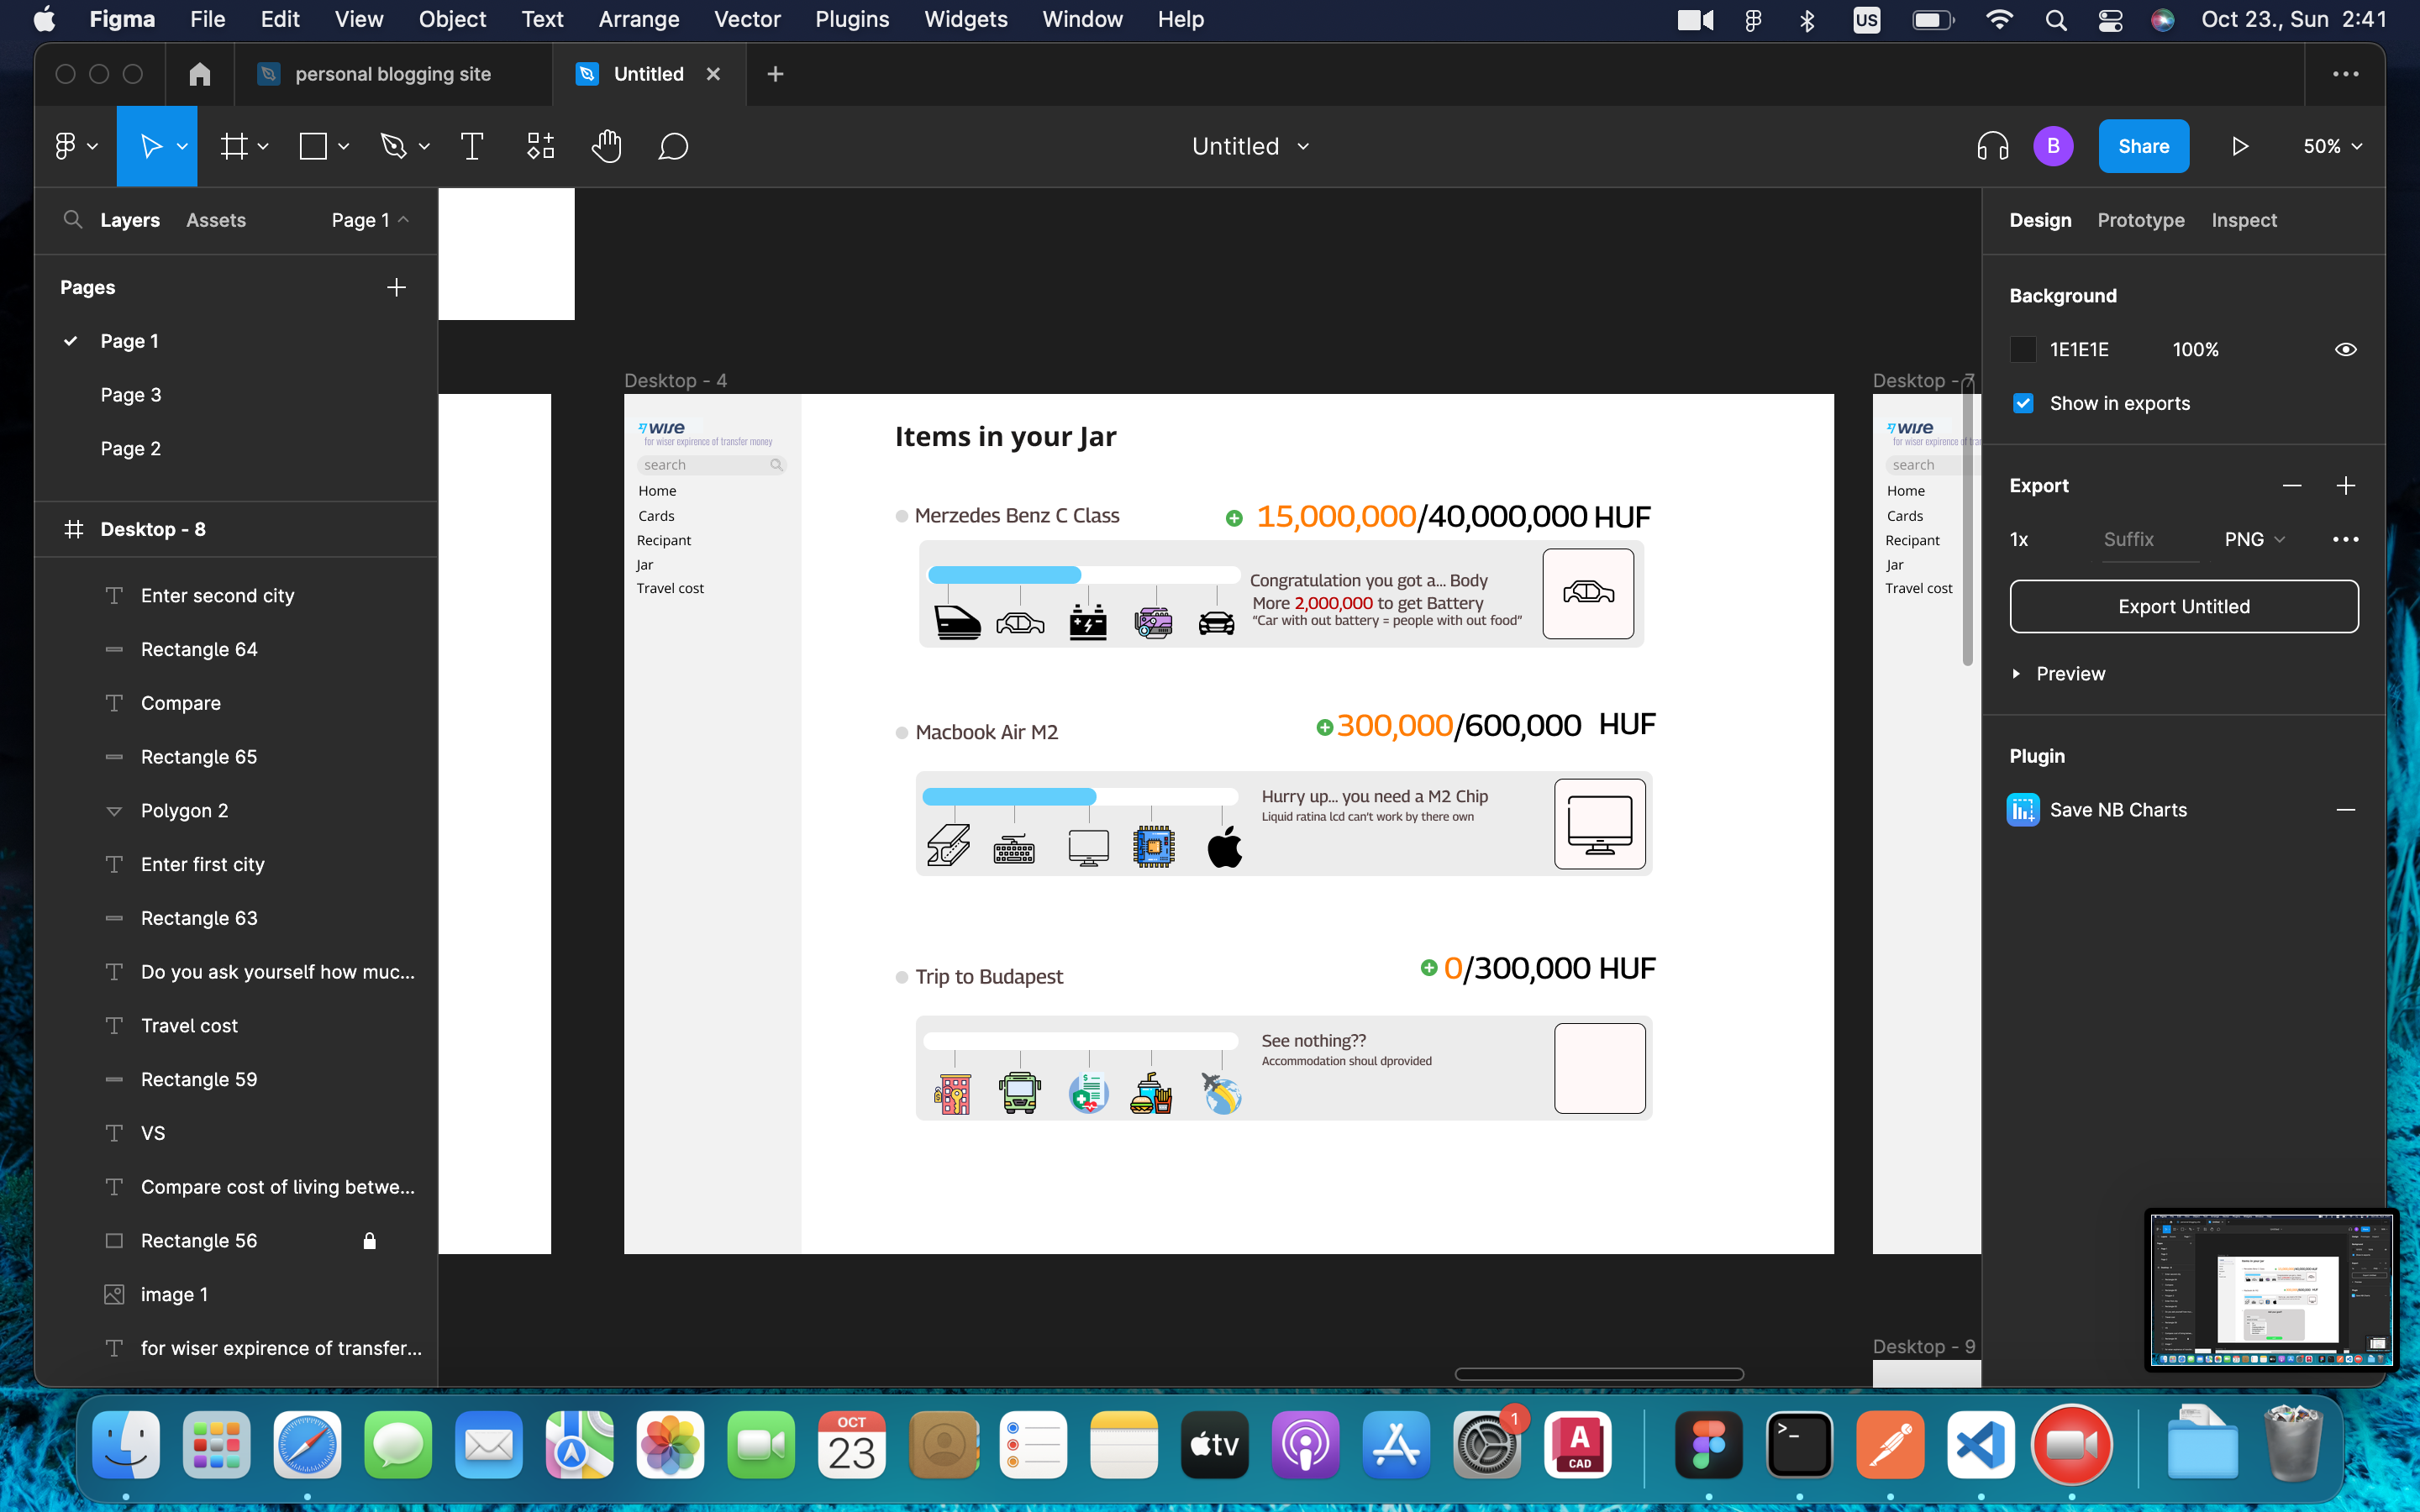 Figma File Edit View Object Text Arrange Vector Plugins Widgets Window Help US Oct 23., Sun 2:41
personal blogging site Untitled
Untitled B Share 50%
Layers Assets Page 1
Pages
Page 1
Page 3
Page 2
Desktop - 8
Enter second city
Rectangle 64
Compare
Rectangle 65
Polygon 2
Enter first city
Rectangle 63
Do you ask yourself how muc...
Travel cost
Rectangle 59
VS
Compare cost of living betwe...
Rectangle 56
image 1
for wiser expirence of transfer...
Desktop - 4
wise
for wiser expirence of transfer money
search
Home
Cards
Recipant
Jar
Travel cost
Items in your Jar
Merzedes Benz C Class
15,000,000/40,000,000 HUF
Congratulation you got a... Body
More 2,000,000 to get Battery
“Car with out battery = people with out food”
Macbook Air M2
300,000/600,000 HUF
Hurry up... you need a M2 Chip
Liquid ratina lcd can't work by there own
Trip to Budapest
0/300,000 HUF
See nothing??
Accommodation shoul dprovided
Desktop - 7
wise
for wiser expirence of tra
search
Home
Cards
Recipant
Jar
Travel cost
Desktop - 9
Design Prototype Inspect
Background
1E1E1E 100%
Show in exports
Export
1x Suffix PNG
Export Untitled
Preview
Plugin
Save NB Charts
OCT
23
tv
1
A
CAD